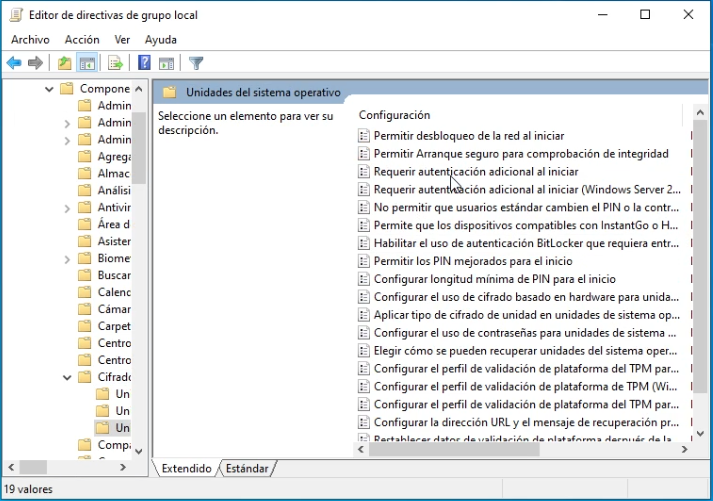 Editor de directivas de grupo local
Archivo Acción Ver Ayuda
Compone
Admin
Admin
Admin
Agrega
Almac
Análisi
Antivir
Área d
Asister
Biome
Buscar
Calenc
Cámar
Carpet
Centro
Centro
Cifrado
Un
Un
Un
Compa
Unidades del sistema operativo
Seleccione un elemento para ver su
descripción.
Configuración
Permitir desbloqueo de la red al iniciar
Permitir Arranque seguro para comprobación de integridad
Requerir autenticación adicional al iniciar
Requerir autenticación adicional al iniciar (Windows Server 2...
No permitir que usuarios estándar cambien el PIN o la contr...
Permite que los dispositivos compatibles con InstantGo o H...
Habilitar el uso de autenticación BitLocker que requiera entr...
Permitir los PIN mejorados para el inicio
Configurar longitud mínima de PIN para el inicio
Configurar el uso de cifrado basado en hardware para unida...
Aplicar tipo de cifrado de unidad en unidades de sistema op...
Configurar el uso de contraseñas para unidades de sistema ...
Elegir cómo se pueden recuperar unidades del sistema oper...
Configurar el perfil de validación de plataforma del TPM par...
Configurar el perfil de validación de plataforma de TPM (Wi...
Configurar el perfil de validación de plataforma del TPM par...
Configurar la dirección URL y el mensaje de recuperación pr...
Restablecer datos de validación de plataforma después de la
Extendido Estándar
19 valores